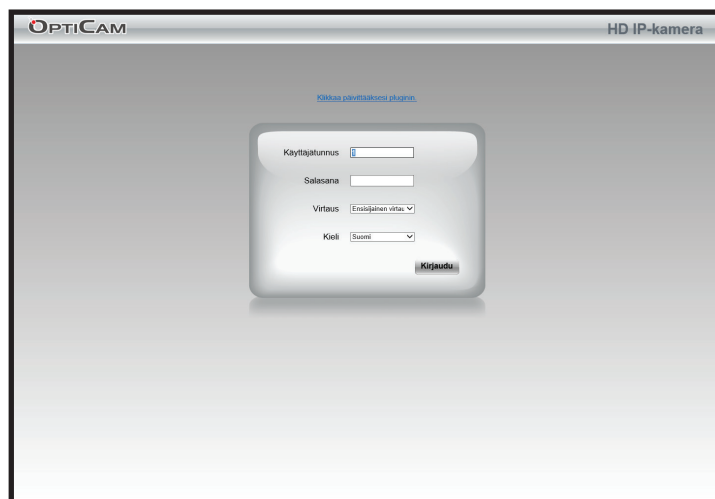 OPTICAM
HD IP-kamera
Klikkaa päivittääksesi pluginin.
Käyttäjätunnus
Salasana
Virtaus Ensisijainen virtau
Kieli Suomi
Kirjaudu